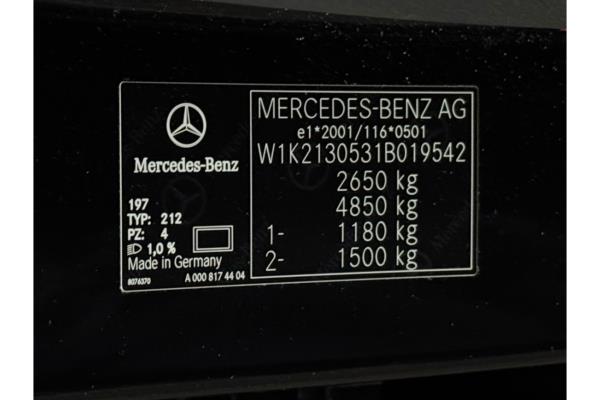 Mercedes-Benz
197
TYP: 212
PZ: 4
1,0 %
Made in Germany
8076370
A 000 817 44 04
MERCEDES-BENZ AG
e1*2001/116*0501
W1K2130531B019542
2650 kg
4850 kg
1- 1180 kg
2- 1500 kg